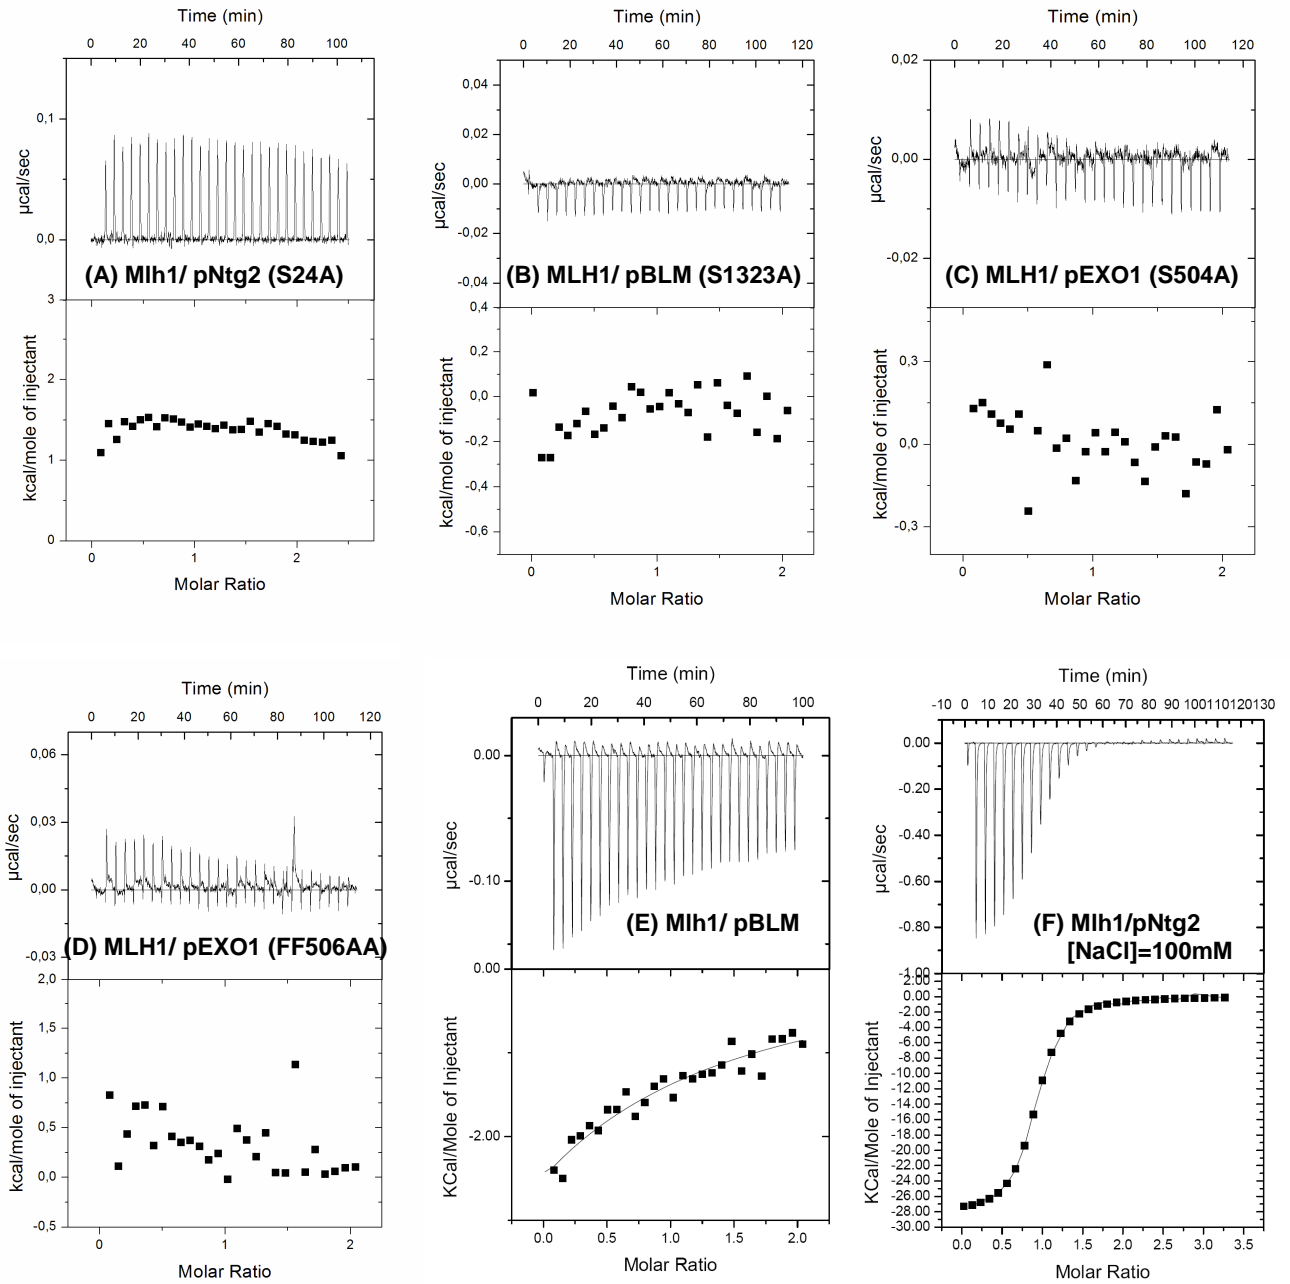 Time (min)
0 20 40 60 80 100
0,1
0,0
µcal/sec
(A) Mlh1/ pNtg2 (S24A)
3
2
1
0
kcal/mole of injectant
0 1 2
Molar Ratio
Time (min)
0 20 40 60 80 100 120 140
0,04
0,02
0,00
-0,02
-0,04
µcal/sec
(B) MLH1/ pBLM (S1323A)
0,4
0,2
0,0
-0,2
-0,4
-0,6
kcal/mole of injectant
0 1 2
Molar Ratio
Time (min)
0 20 40 60 80 100 120
0,02
0,00
-0,02
µcal/sec
(C) MLH1/ pEXO1 (S504A)
0,3
0,0
-0,3
kcal/mole of injectant
0 1 2
Molar Ratio
Time (min)
0 20 40 60 80 100 120
0,06
0,03
0,00
-0,03
µcal/sec
(D) MLH1/ pEXO1 (FF506AA)
2,0
1,5
1,0
0,5
0,0
-0,5
kcal/mole of injectant
0 1 2
Molar Ratio
Time (min)
0 20 40 60 80 100
0.00
-0.10
µcal/sec
(E) Mlh1/ pBLM
0.00
-2.00
KCal/Mole of Injectant
0.0 0.5 1.0 1.5 2.0
Molar Ratio
Time (min)
-10 0 10 20 30 40 50 60 70 80 90 100 110 120 130
0.00
-0.20
-0.40
-0.60
-0.80
-1.00
µcal/sec
(F) Mlh1/pNtg2
[NaCl]=100mM
2.00
0.00
-2.00
-4.00
-6.00
-8.00
-10.00
-12.00
-14.00
-16.00
-18.00
-20.00
-22.00
-24.00
-26.00
-28.00
-30.00
KCal/Mole of Injectant
0.0 0.5 1.0 1.5 2.0 2.5 3.0 3.5
Molar Ratio